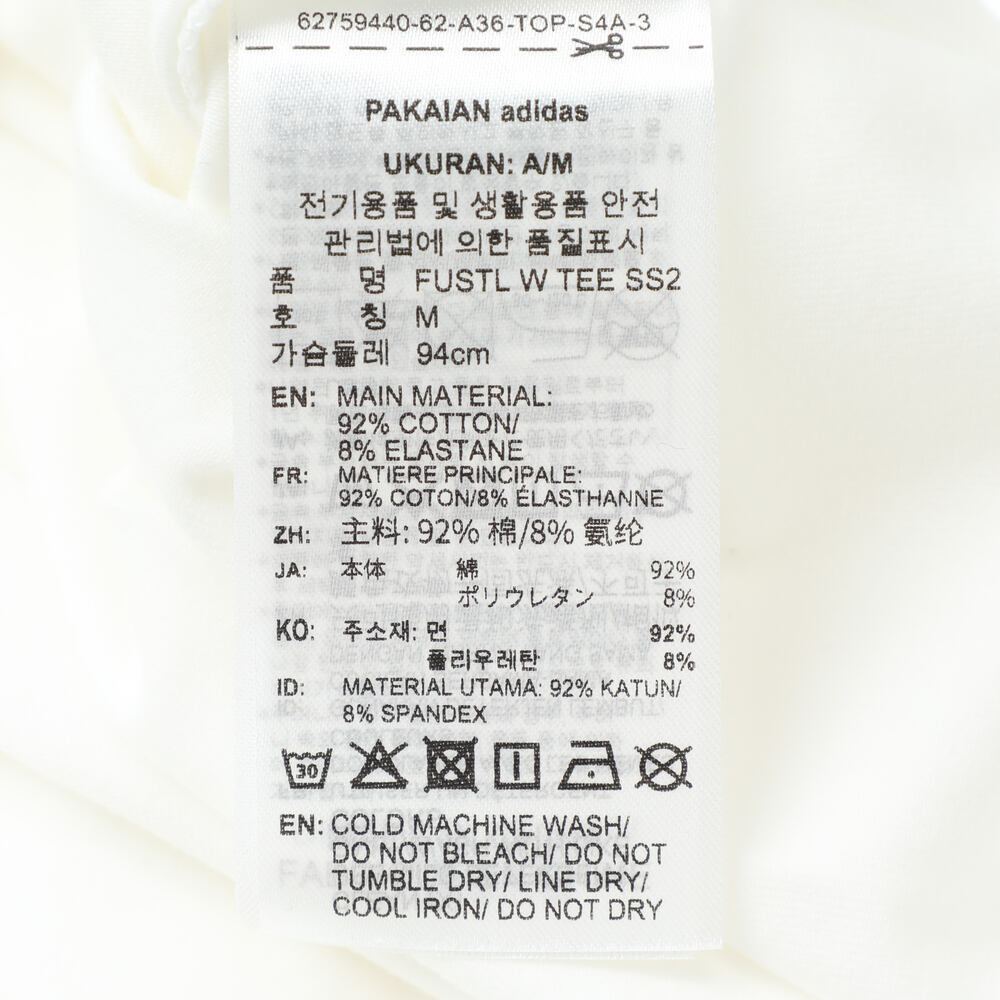 62759440-62-A36-TOP-S4A-3
PAKAIAN adidas
UKURAN: A/M
전기용품 및 생활용품 안전
관리법에 의한 품질표시
품 명 FUSTL W TEE SS2
호 칭 M
가슴둘레 94cm
EN: MAIN MATERIAL:
92% COTTON/
8% ELASTANE
FR: MATIERE PRINCIPALE:
92% COTON/8% ÉLASTHANNE
ZH: 主料: 92% 棉/8% 氨纶
JA: 本体 綿 92%
ポリウレタン 8%
KO: 주소재: 면 92%
폴리우레탄 8%
ID: MATERIAL UTAMA: 92% KATUN/
8% SPANDEX
30
EN: COLD MACHINE WASH/
DO NOT BLEACH/ DO NOT
TUMBLE DRY/ LINE DRY/
COOL IRON/ DO NOT DRY